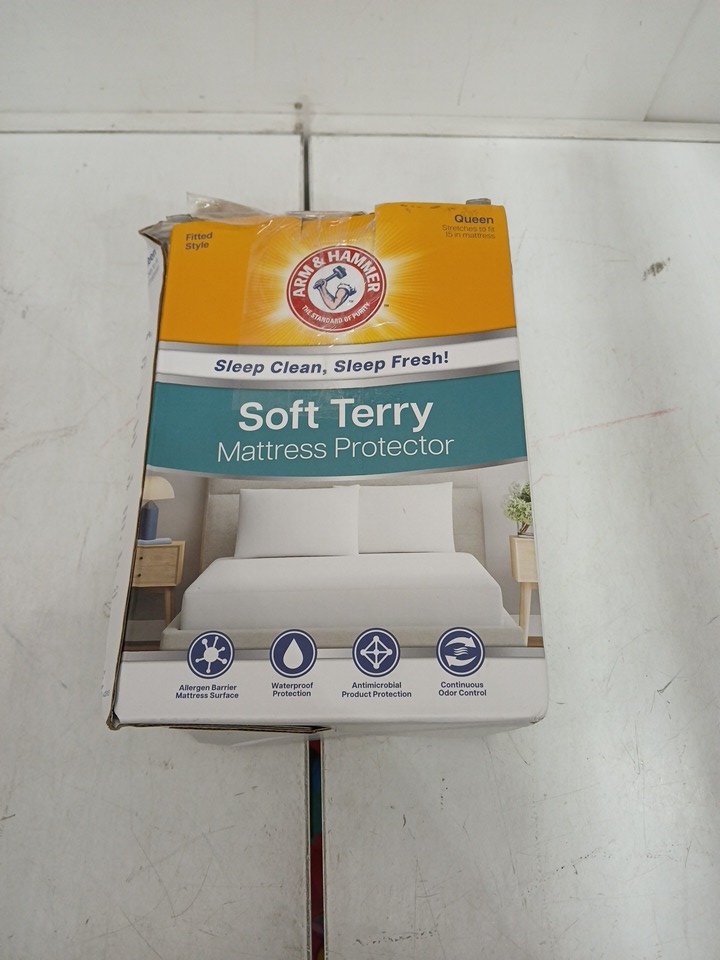 Fitted
Style
Queen
Stretches to fit
15 in mattress
ARM & HAMMER
THE STANDARD OF PURITY
Sleep Clean, Sleep Fresh!
Soft Terry
Mattress Protector
Allergen Barrier
Mattress Surface
Waterproof
Protection
Antimicrobial
Product Protection
Continuous
Odor Control